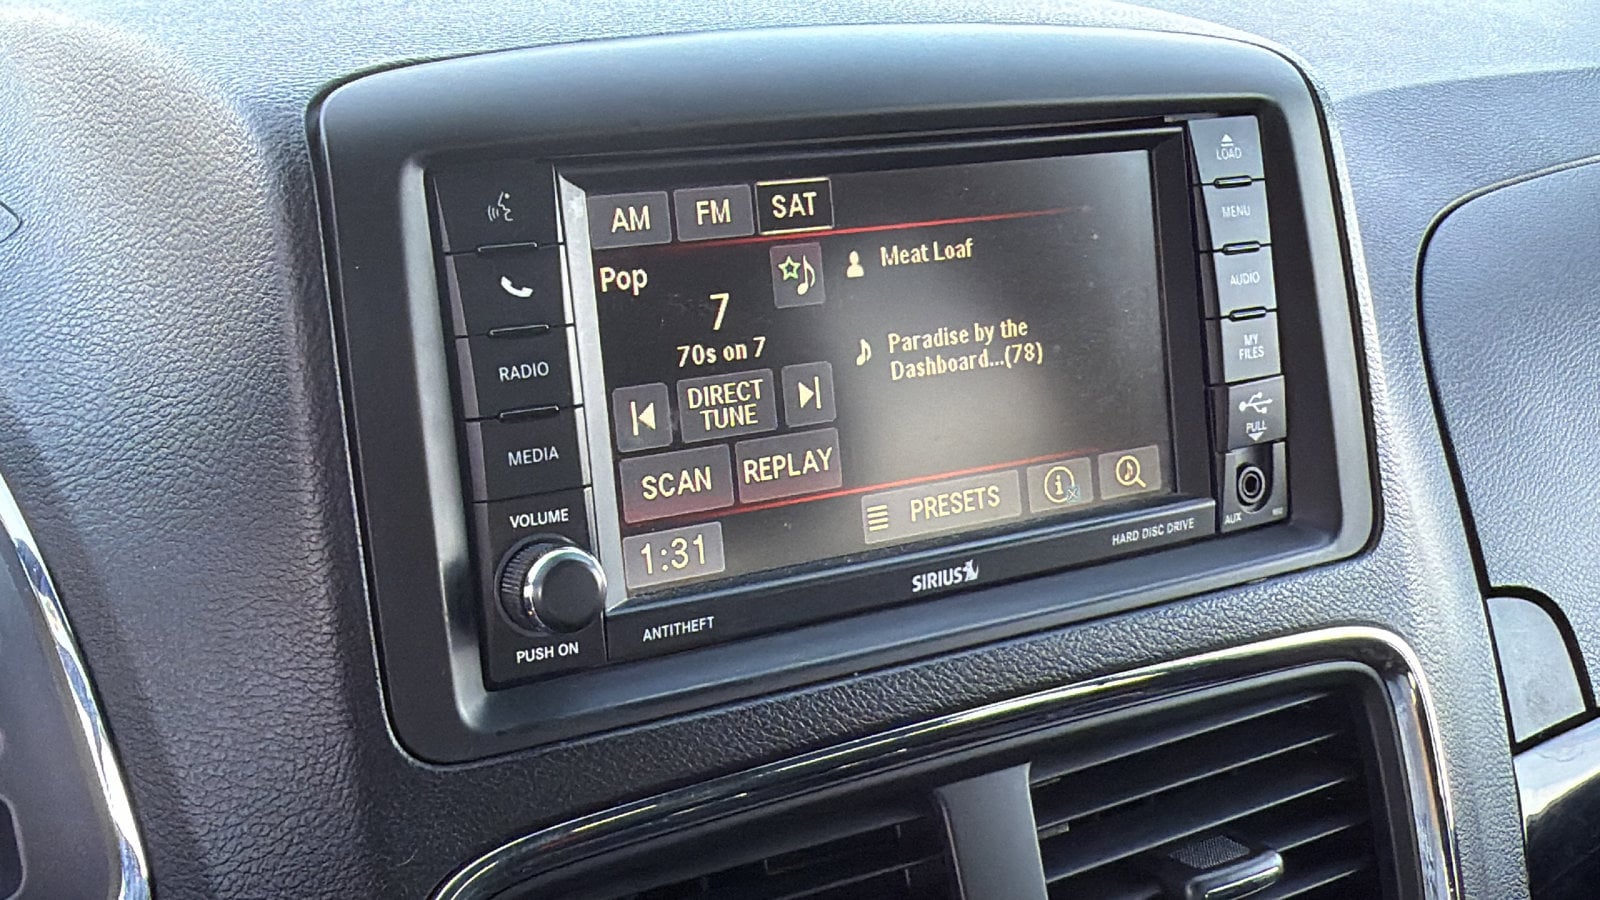 LOAD
MENU
AUDIO
MY
FILES
PULL
AUX
RADIO
MEDIA
VOLUME
PUSH ON
AM FM SAT
Pop
7
70s on 7
DIRECT
TUNE
SCAN REPLAY
1:31
Meat Loaf
Paradise by the
Dashboard...(78)
PRESETS
i
HARD DISC DRIVE
SIRIUS
ANTITHEFT